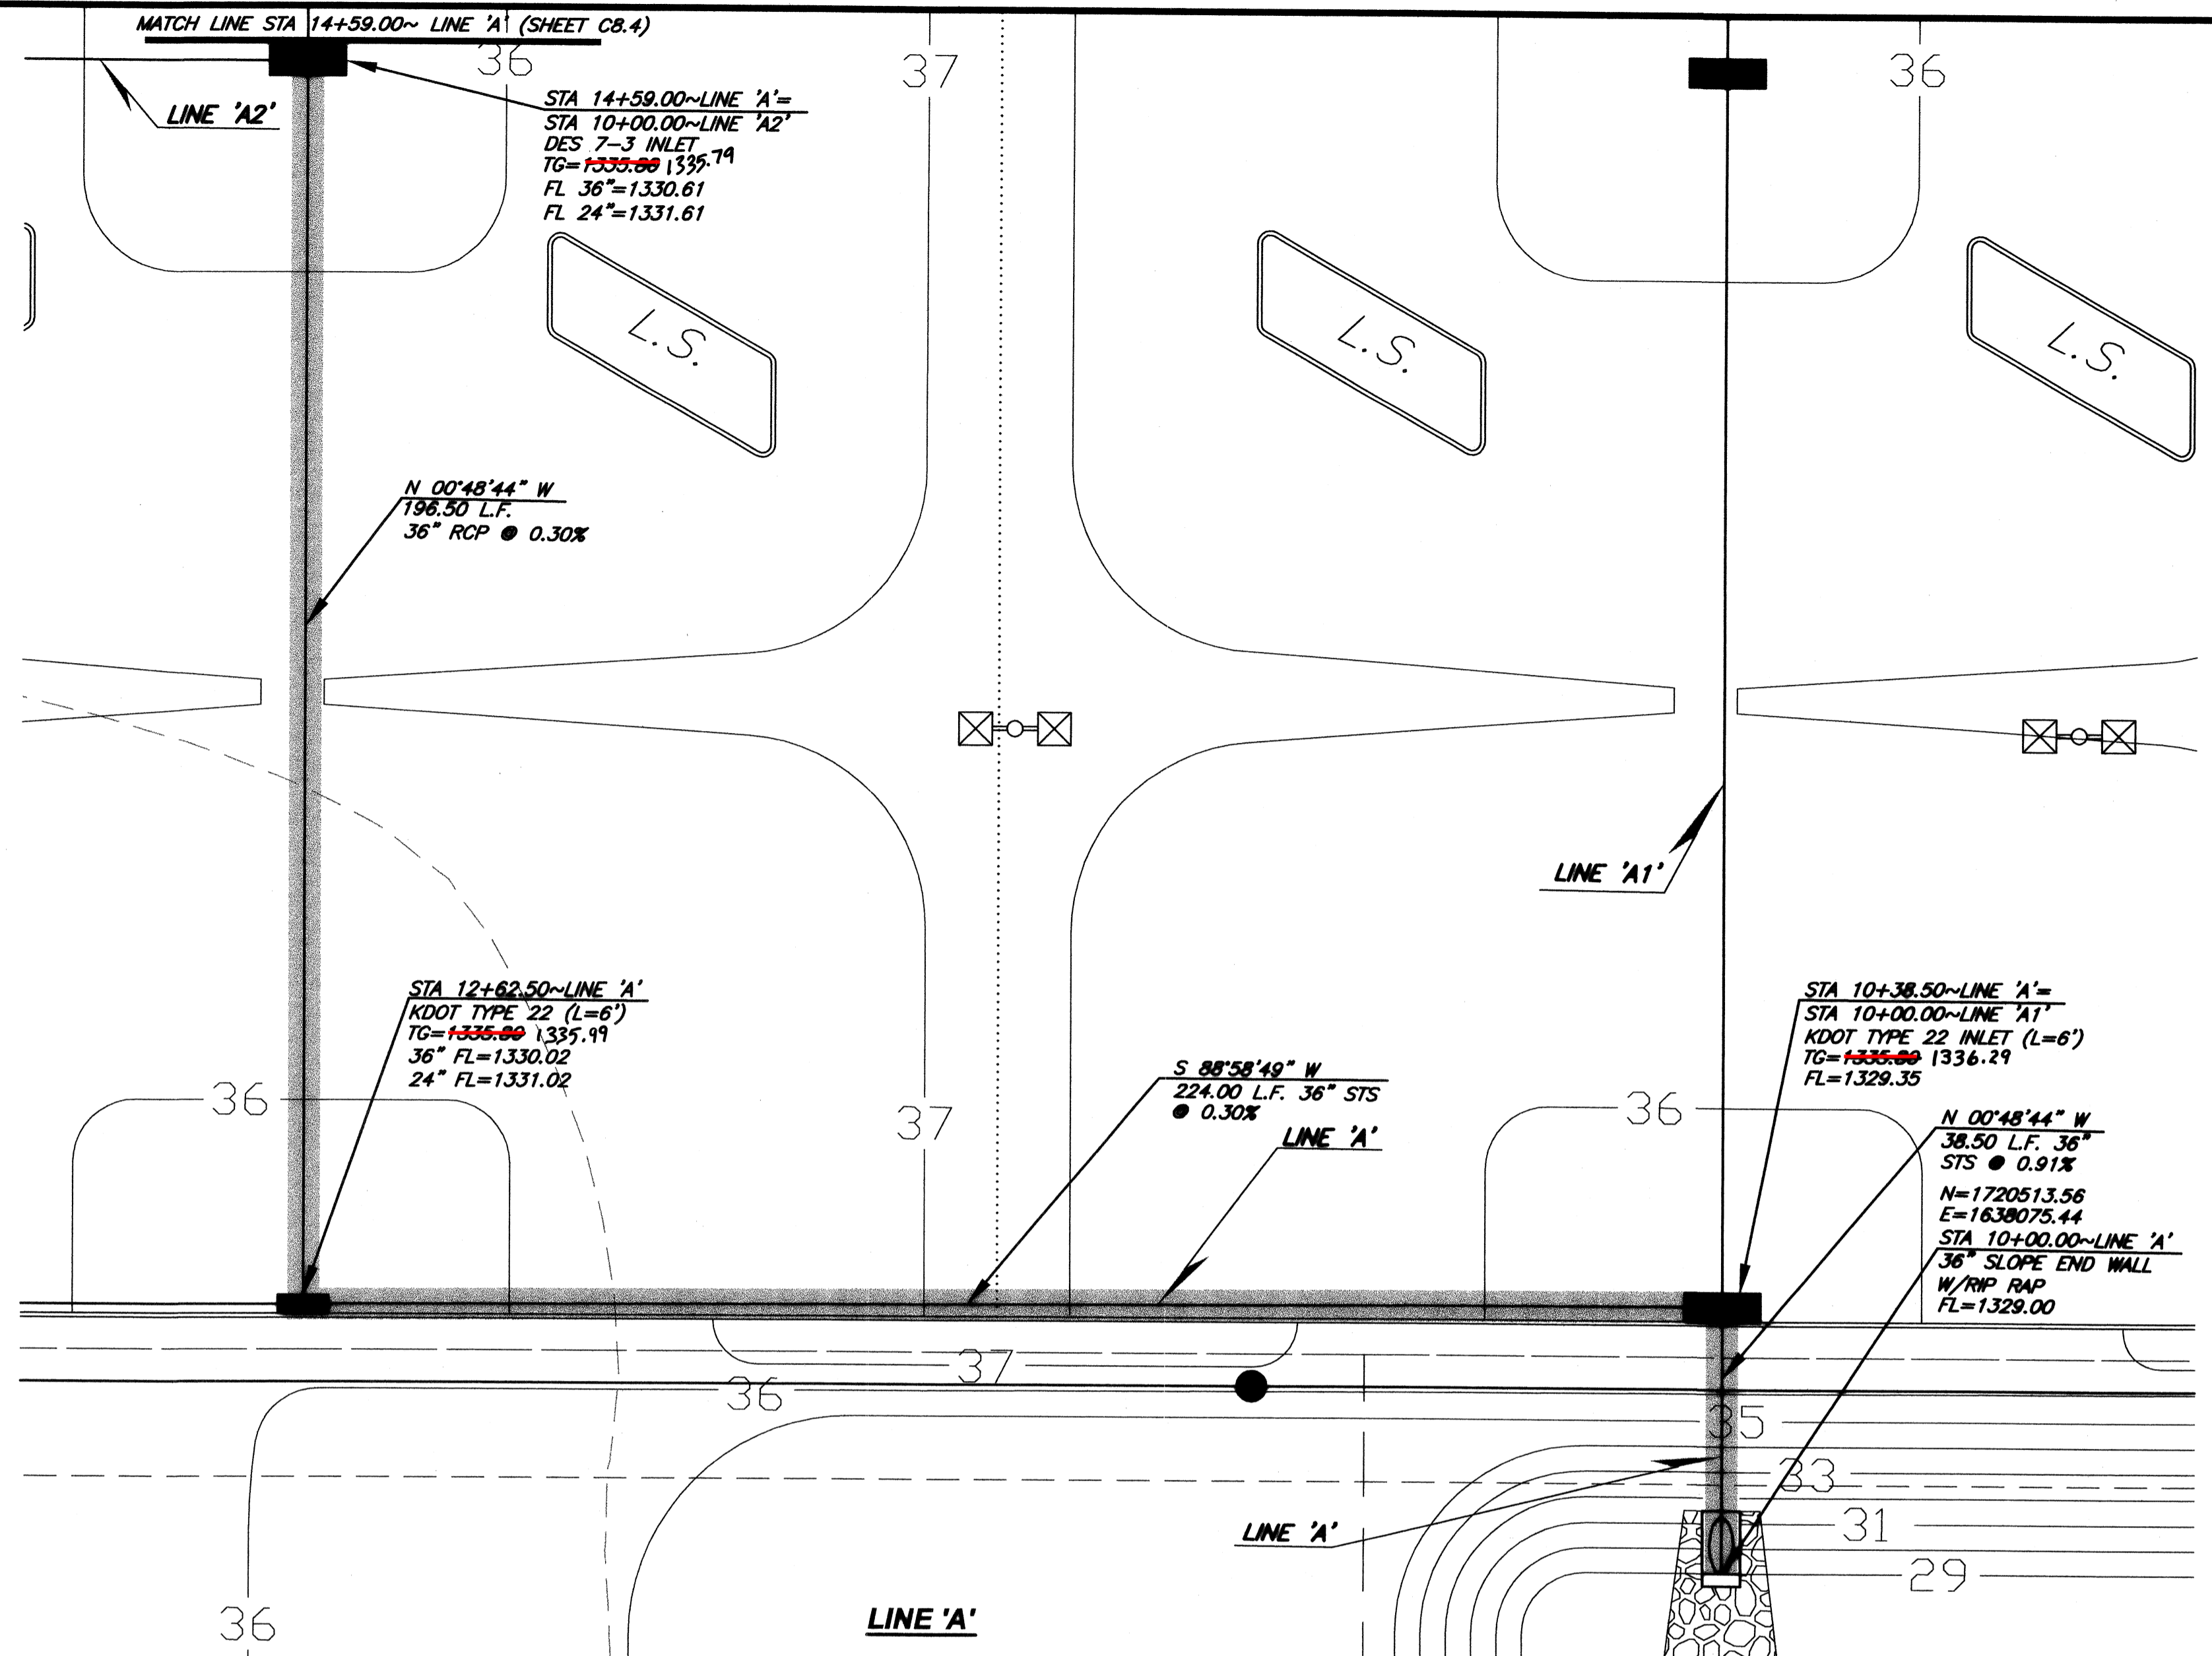 MATCH LINE STA 14+59.00~ LINE 'A' (SHEET C8.4)
36
37
36
LINE 'A2'
STA 14+59.00~LINE 'A'=
STA 10+00.00~LINE 'A2'
DES 7-3 INLET
TG=1335.80 1335.79
FL 36"=1330.61
FL 24"=1331.61
L.S.
L.S.
L.S.
N 00°48'44" W
196.50 L.F.
36" RCP @ 0.30%
LINE 'A1'
STA 12+62.50~LINE 'A'
KDOT TYPE 22 (L=6')
TG=1335.80 1335.99
36" FL=1330.02
24" FL=1331.02
36
37
S 88°58'49" W
224.00 L.F. 36" STS
@ 0.30%
LINE 'A'
36
STA 10+38.50~LINE 'A'=
STA 10+00.00~LINE 'A1'
KDOT TYPE 22 INLET (L=6')
TG=1335.80 1336.29
FL=1329.35
N 00°48'44" W
38.50 L.F. 36"
STS @ 0.91%
N=1720513.56
E=1638075.44
STA 10+00.00~LINE 'A'
36" SLOPE END WALL
W/RIP RAP
FL=1329.00
37
36
35
33
31
29
LINE 'A'
36
LINE 'A'